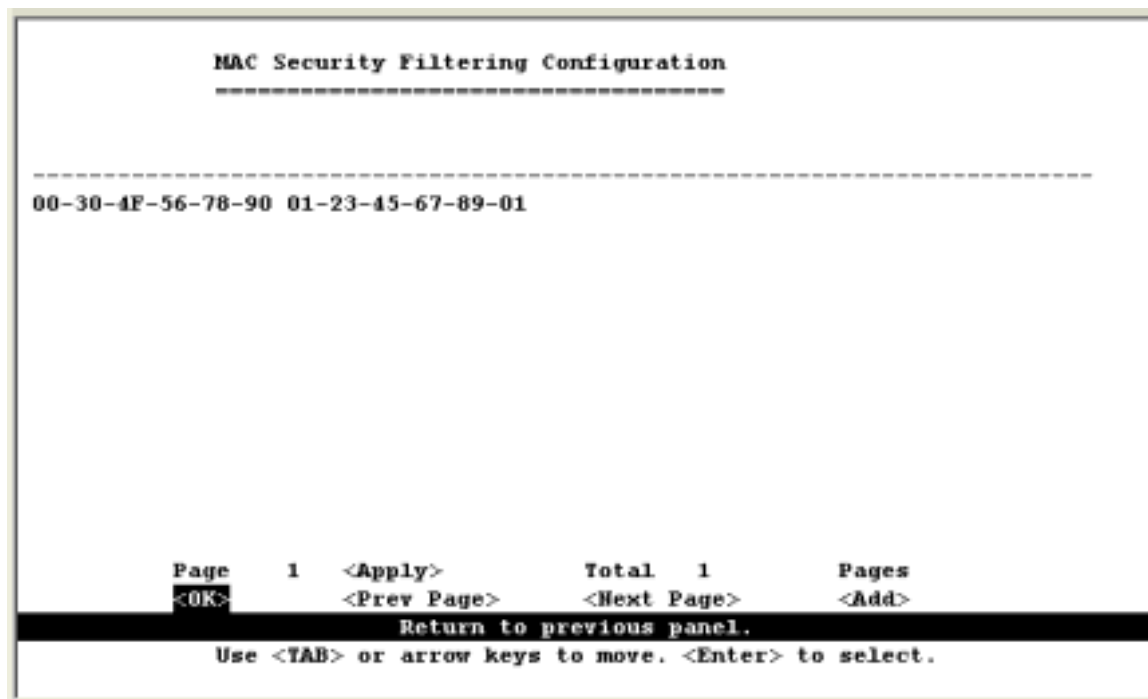 MAC Security Filtering Configuration
====================================
---------------------------------------------------------------------------
00-30-4F-56-78-90 01-23-45-67-89-01
Page 1 <Apply> Total 1 Pages
<OK> <Prev Page> <Next Page> <Add>
Return to previous panel.
Use <TAB> or arrow keys to move. <Enter> to select.